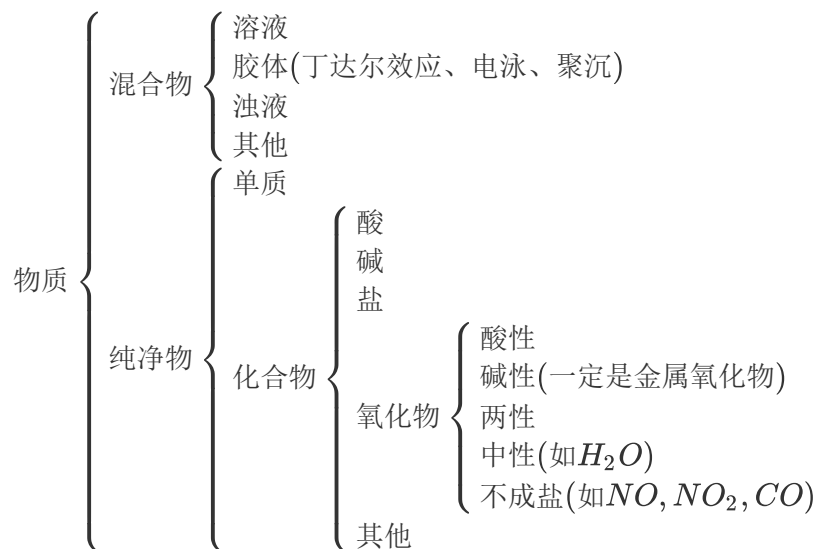 溶液
胶体(丁达尔效应、电泳、聚沉)
混合物
浊液
其他
单质
酸
碱
盐
物质
酸性
纯净物
化合物
碱性(一定是金属氧化物)
氧化物
两性
中性(如H₂O)
不成盐(如NO, NO₂, CO)
其他